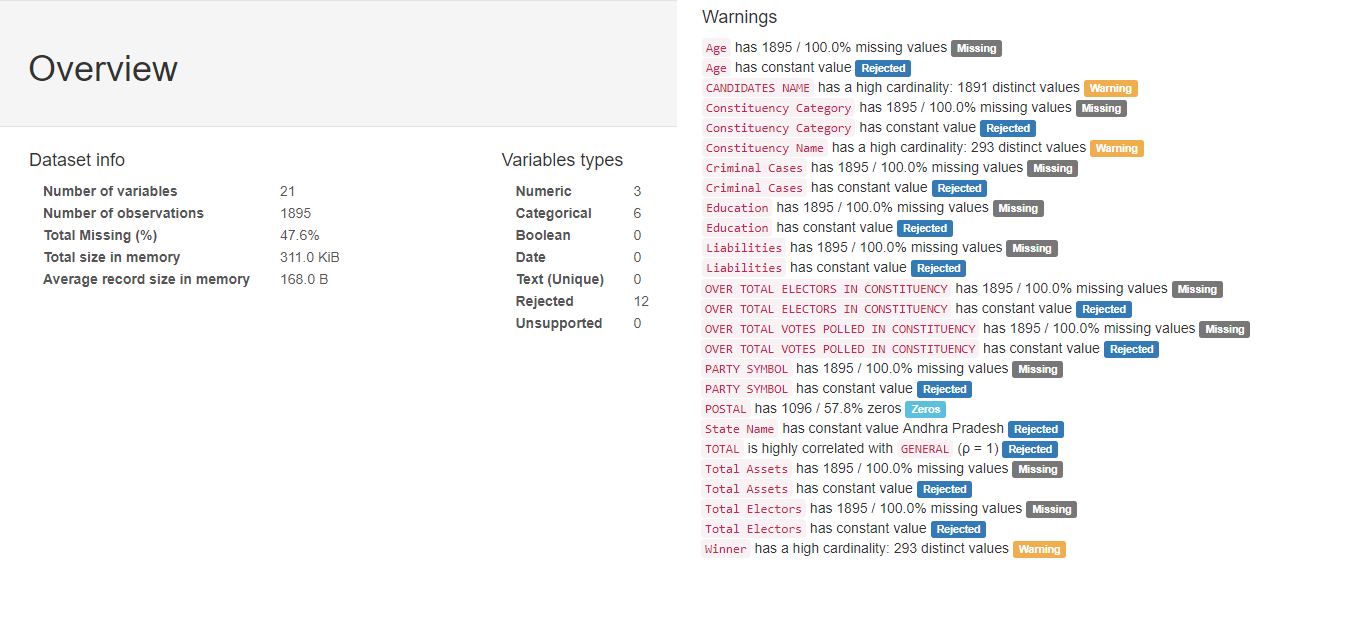 Overview
Dataset info
Number of variables 21
Number of observations 1895
Total Missing (%) 47.6%
Total size in memory 311.0 KiB
Average record size in memory 168.0 B
Variables types
Numeric 3
Categorical 6
Boolean 0
Date 0
Text (Unique) 0
Rejected 12
Unsupported 0
Warnings
Age has 1895 / 100.0% missing values Missing
Age has constant value Rejected
CANDIDATES NAME has a high cardinality: 1891 distinct values Warning
Constituency Category has 1895 / 100.0% missing values Missing
Constituency Category has constant value Rejected
Constituency Name has a high cardinality: 293 distinct values Warning
Criminal Cases has 1895 / 100.0% missing values Missing
Criminal Cases has constant value Rejected
Education has 1895 / 100.0% missing values Missing
Education has constant value Rejected
Liabilities has 1895 / 100.0% missing values Missing
Liabilities has constant value Rejected
OVER TOTAL ELECTORS IN CONSTITUENCY has 1895 / 100.0% missing values Missing
OVER TOTAL ELECTORS IN CONSTITUENCY has constant value Rejected
OVER TOTAL VOTES POLLED IN CONSTITUENCY has 1895 / 100.0% missing values Missing
OVER TOTAL VOTES POLLED IN CONSTITUENCY has constant value Rejected
PARTY SYMBOL has 1895 / 100.0% missing values Missing
PARTY SYMBOL has constant value Rejected
POSTAL has 1096 / 57.8% zeros Zeros
State Name has constant value Andhra Pradesh Rejected
TOTAL is highly correlated with GENERAL (ρ = 1) Rejected
Total Assets has 1895 / 100.0% missing values Missing
Total Assets has constant value Rejected
Total Electors has 1895 / 100.0% missing values Missing
Total Electors has constant value Rejected
Winner has a high cardinality: 293 distinct values Warning